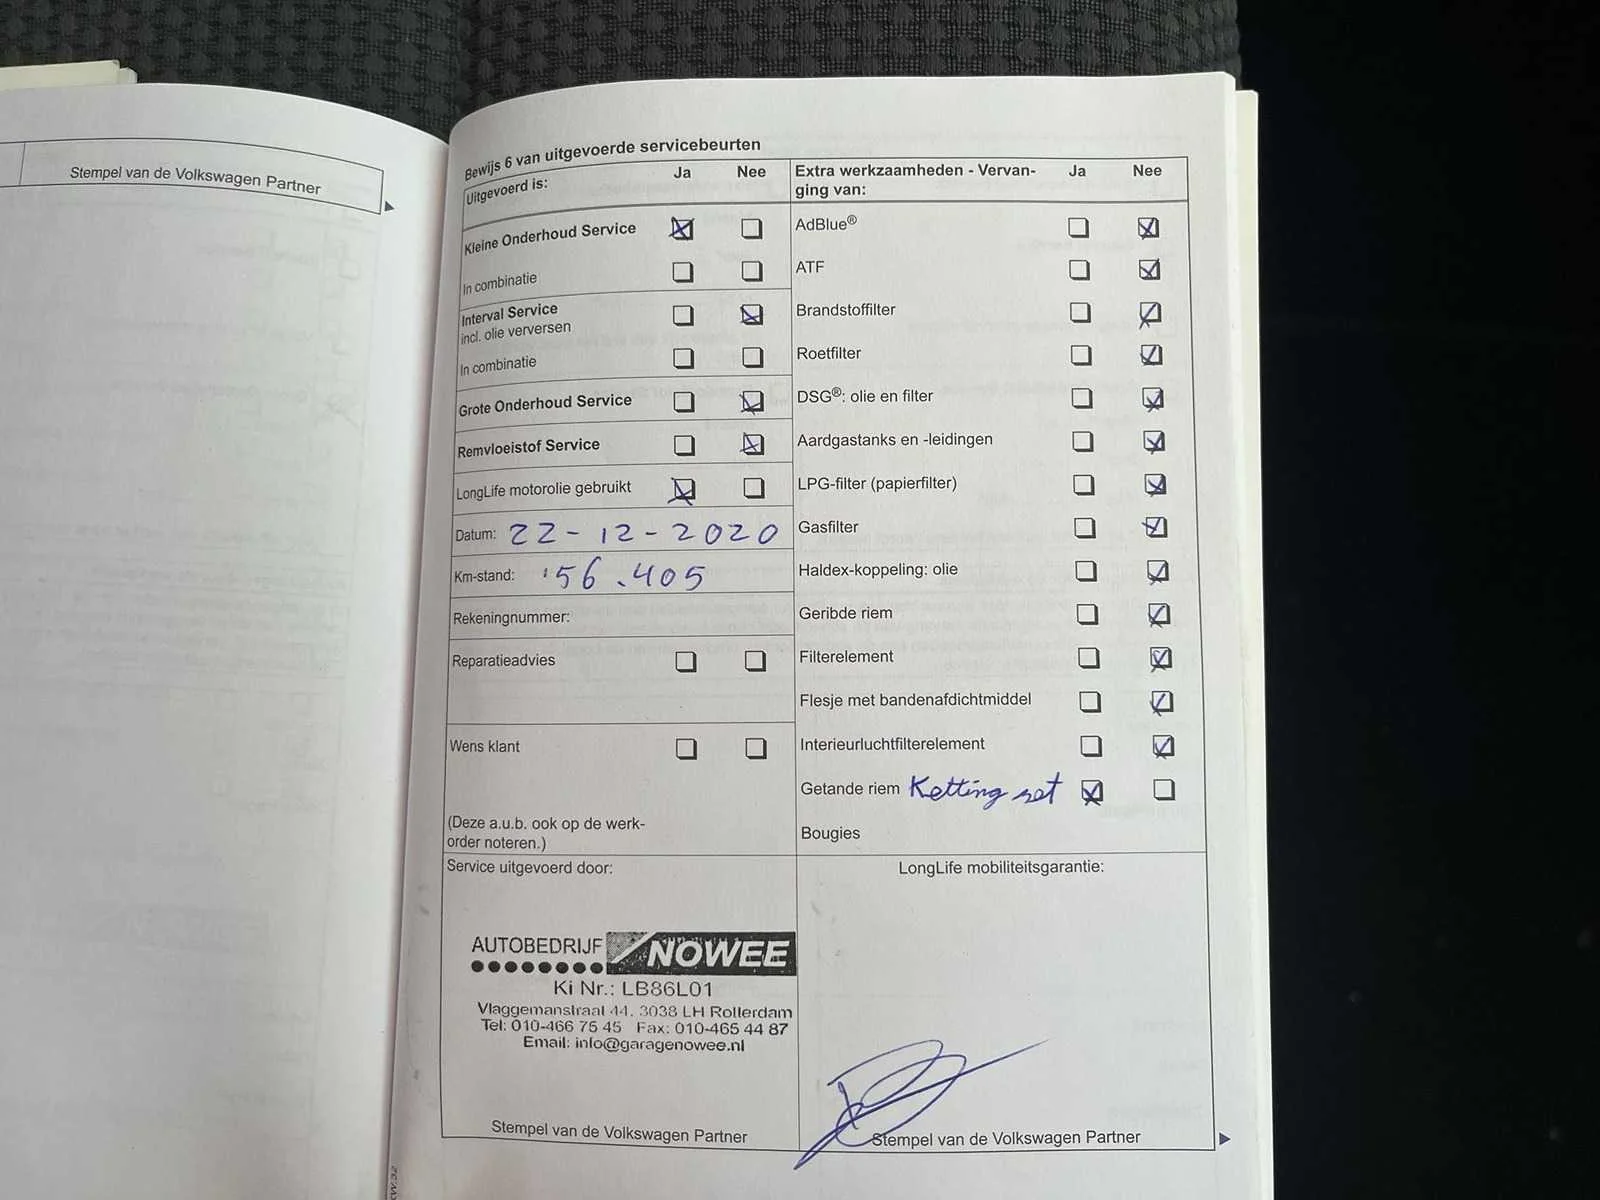 Stempel van de Volkswagen Partner
Bewijs 6 van uitgevoerde servicebeurten
Uitgevoerd is: Ja Nee
Kleine Onderhoud Service
In combinatie
Interval Service
incl. olie verversen
In combinatie
Grote Onderhoud Service
Remvloeistof Service
LongLife motorolie gebruikt
Datum: 22-12-2020
Km-stand: 56.405
Rekeningnummer:
Reparatieadvies
Wens klant
(Deze a.u.b. ook op de werk-
order noteren.)
Extra werkzaamheden - Vervan- Ja Nee
ging van:
AdBlue®
ATF
Brandstoffilter
Roetfilter
DSG®: olie en filter
Aardgastanks en -leidingen
LPG-filter (papierfilter)
Gasfilter
Haldex-koppeling: olie
Geribde riem
Filterelement
Flesje met bandenafdichtmiddel
Interieurluchtfilterelement
Getande riem Ketting set
Bougies
Service uitgevoerd door:
AUTOBEDRIJF NOWEE
Ki Nr.: LB86L01
Vlaggemanstraat 44, 3038 LH Rotterdam
Tel: 010-466 75 45 Fax: 010-465 44 87
Email: info@garagenowee.nl
Stempel van de Volkswagen Partner
LongLife mobiliteitsgarantie:
Stempel van de Volkswagen Partner